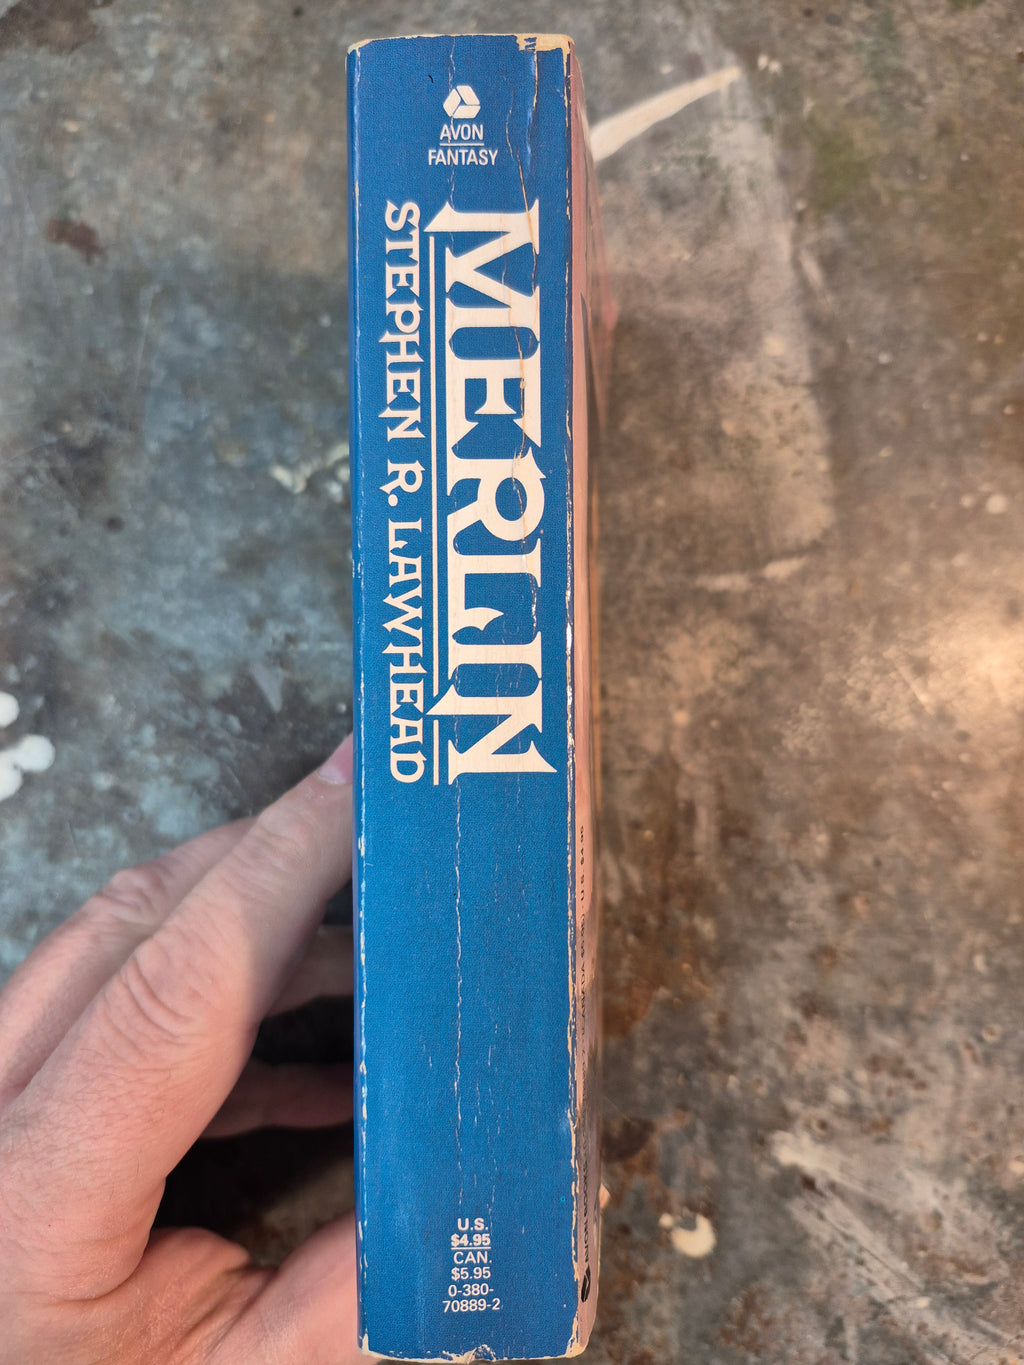 AVON
FANTASY
MERLIN
STEPHEN R. LAWHEAD
U.S.
$4.95
CAN.
$5.95
0-380-
70889-2